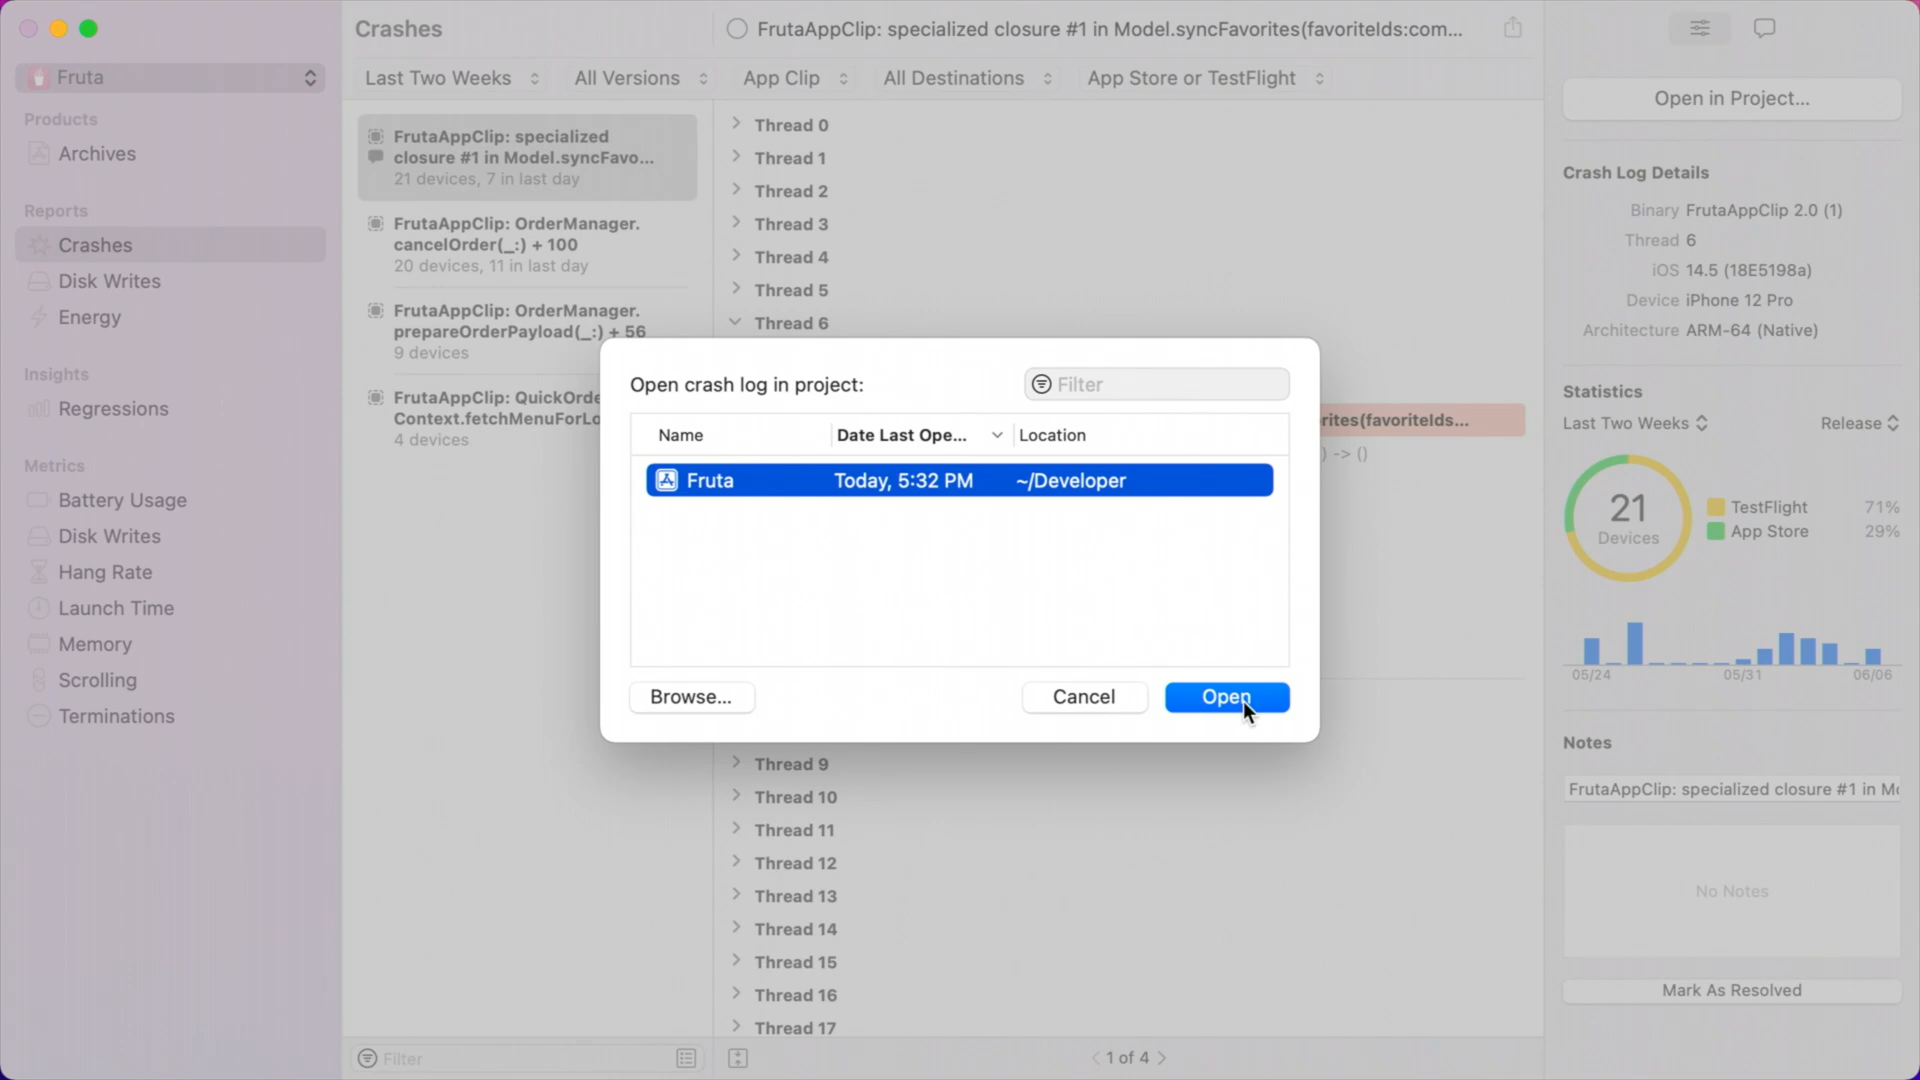 Fruta
Products
Archives
Reports
Crashes
Disk Writes
Energy
Insights
Regressions
Metrics
Battery Usage
Disk Writes
Hang Rate
Launch Time
Memory
Scrolling
Terminations
Crashes
FrutaAppClip: specialized closure #1 in Model.syncFavorites(favoriteIds:com...
Last Two Weeks
All Versions
App Clip
All Destinations
App Store or TestFlight
FrutaAppClip: specialized
closure #1 in Model.syncFavo...
21 devices, 7 in last day
FrutaAppClip: OrderManager.
cancelOrder(_:) + 100
20 devices, 11 in last day
FrutaAppClip: OrderManager.
prepareOrderPayload(_:) + 56
9 devices
FrutaAppClip: QuickOrde
Context.fetchMenuForLo
4 devices
Filter
Thread 0
Thread 1
Thread 2
Thread 3
Thread 4
Thread 5
Thread 6
rites(favoriteIds...
) -> ()
Open crash log in project:
Filter
Name
Date Last Ope...
Location
Fruta
Today, 5:32 PM
~/Developer
Browse...
Cancel
Open
Thread 9
Thread 10
Thread 11
Thread 12
Thread 13
Thread 14
Thread 15
Thread 16
Thread 17
1 of 4
Open in Project...
Crash Log Details
Binary FrutaAppClip 2.0 (1)
Thread 6
iOS 14.5 (18E5198a)
Device iPhone 12 Pro
Architecture ARM-64 (Native)
Statistics
Last Two Weeks
Release
21
Devices
TestFlight 71%
App Store 29%
05/24
05/31
06/06
Notes
FrutaAppClip: specialized closure #1 in Mo
No Notes
Mark As Resolved